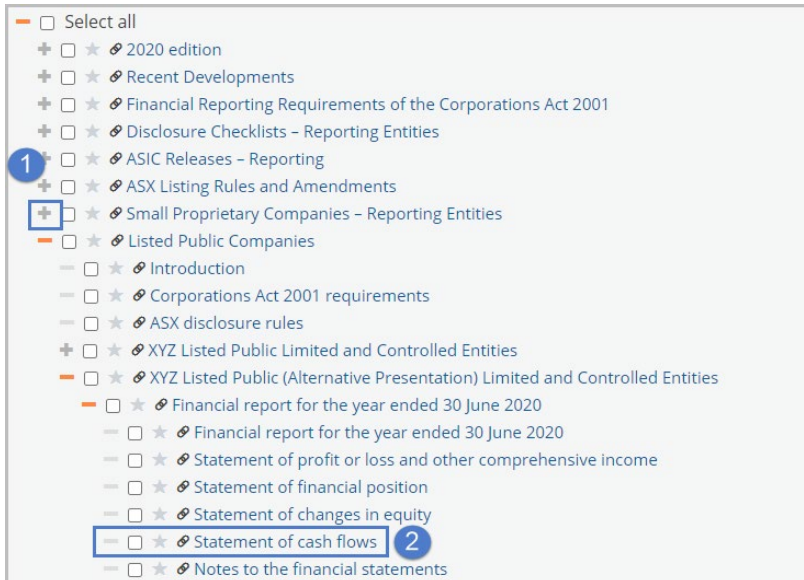 Select all
2020 edition
Recent Developments
Financial Reporting Requirements of the Corporations Act 2001
Disclosure Checklists – Reporting Entities
1
ASIC Releases – Reporting
ASX Listing Rules and Amendments
Small Proprietary Companies – Reporting Entities
Listed Public Companies
Introduction
Corporations Act 2001 requirements
ASX disclosure rules
XYZ Listed Public Limited and Controlled Entities
XYZ Listed Public (Alternative Presentation) Limited and Controlled Entities
Financial report for the year ended 30 June 2020
Financial report for the year ended 30 June 2020
Statement of profit or loss and other comprehensive income
Statement of financial position
Statement of changes in equity
Statement of cash flows 2
Notes to the financial statements